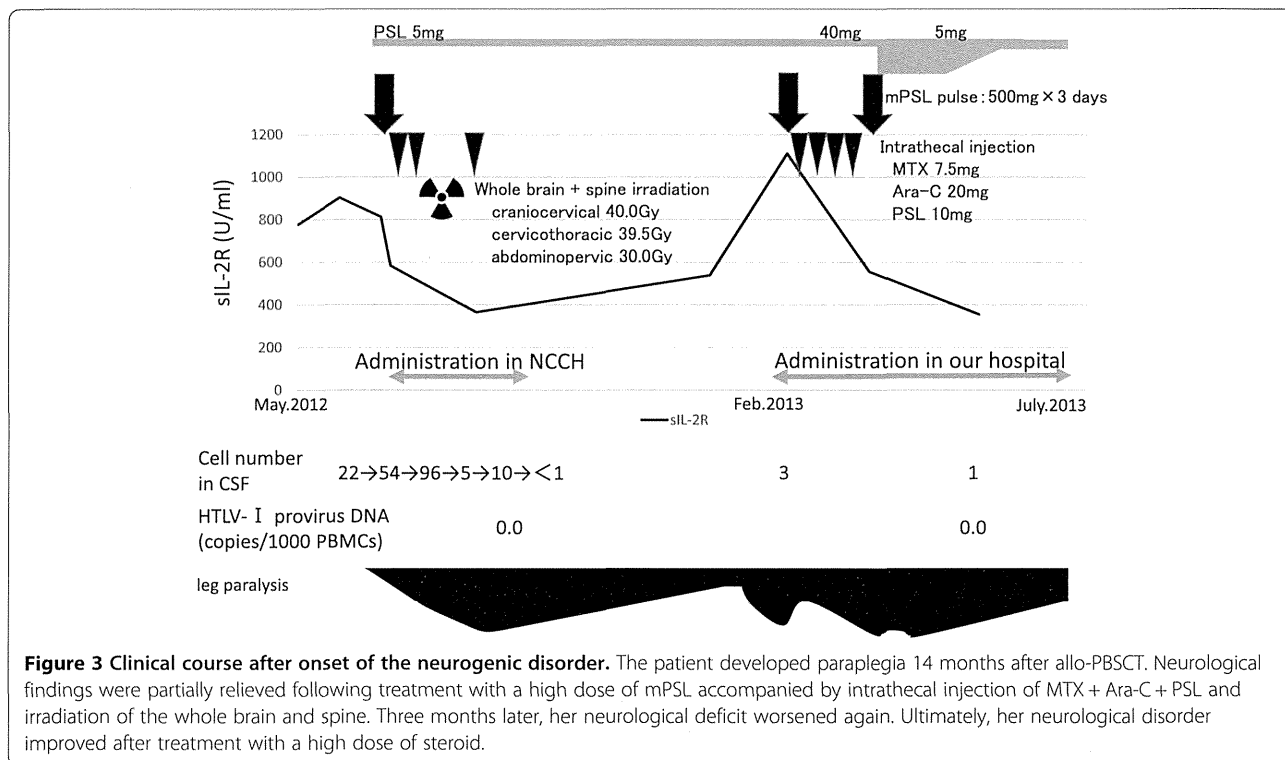 PSL 5mg 40mg 5mg
mPSL pulse:500mg×3 days
1200
1000
800
600
400
200
0
sIL-2R (U/ml)
Intrathecal injection
MTX 7.5mg
Ara-C 20mg
PSL 10mg
Whole brain + spine irradiation
craniocervical 40.0Gy
cervicothoracic 39.5Gy
abdominopervic 30.0Gy
Administration in NCCH Administration in our hospital
May.2012 Feb.2013 July.2013
sIL-2R
Cell number
in CSF
22→54→96→5→10→<1 3 1
HTLV-Ⅰ provirus DNA
(copies/1000 PBMCs)
0.0 0.0
leg paralysis
Figure 3 Clinical course after onset of the neurogenic disorder. The patient developed paraplegia 14 months after allo-PBSCT. Neurological
findings were partially relieved following treatment with a high dose of mPSL accompanied by intrathecal injection of MTX + Ara-C + PSL and
irradiation of the whole brain and spine. Three months later, her neurological deficit worsened again. Ultimately, her neurological disorder
improved after treatment with a high dose of steroid.